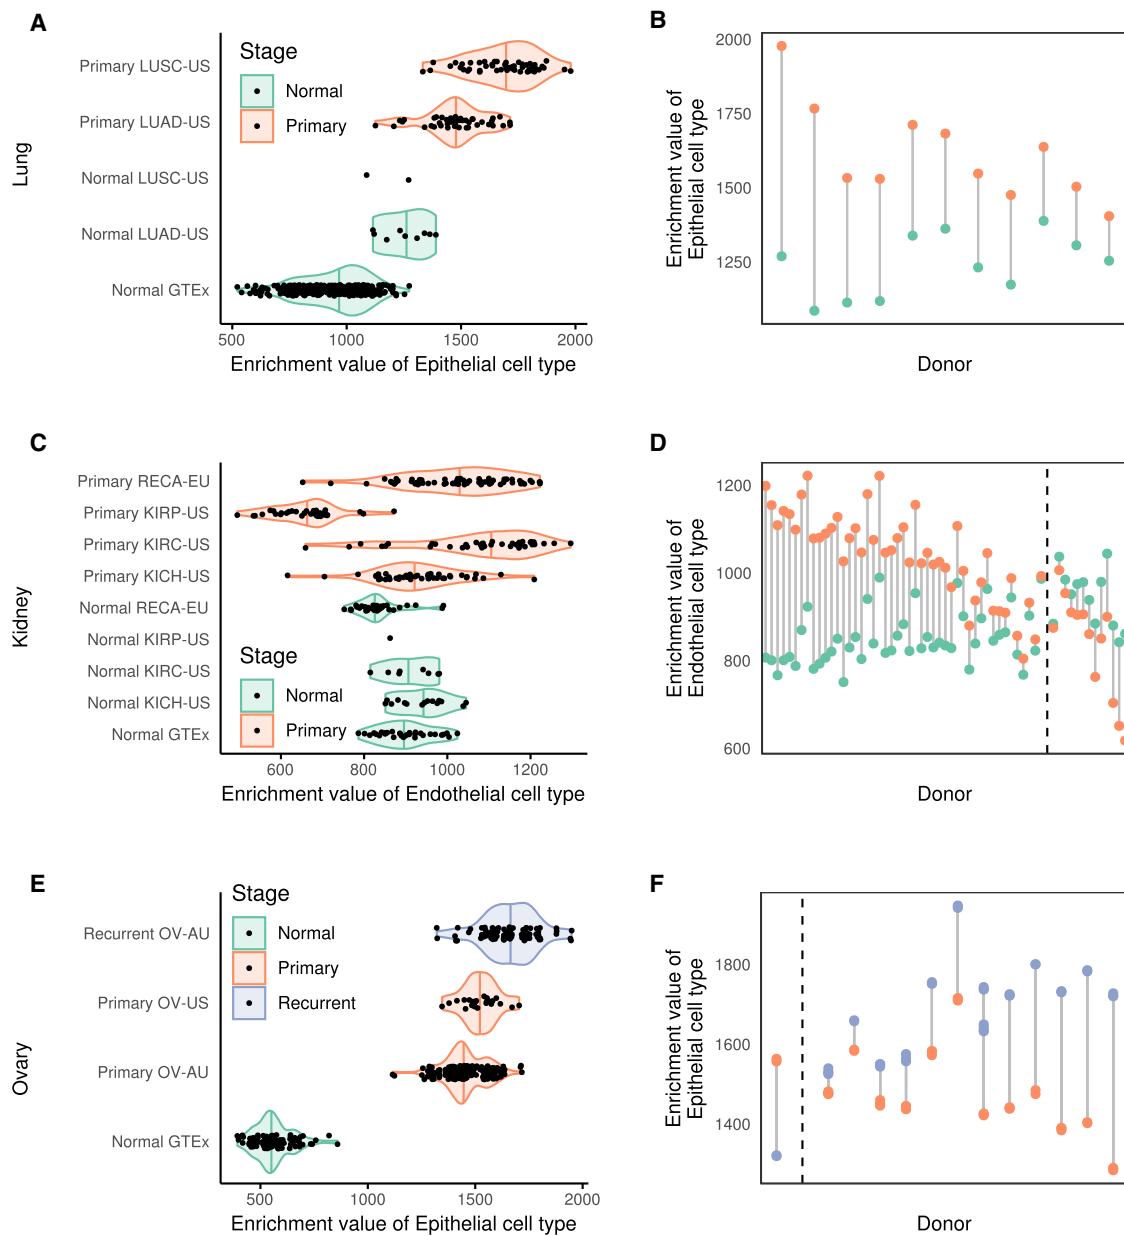 A
Lung
Primary LUSC-US
Primary LUAD-US
Normal LUSC-US
Normal LUAD-US
Normal GTEx
Stage
Normal
Primary
500 1000 1500 2000
Enrichment value of Epithelial cell type
B
Enrichment value of
Epithelial cell type
2000
1750
1500
1250
Donor
C
Kidney
Primary RECA-EU
Primary KIRP-US
Primary KIRC-US
Primary KICH-US
Normal RECA-EU
Normal KIRP-US
Normal KIRC-US
Normal KICH-US
Normal GTEx
Stage
Normal
Primary
600 800 1000 1200
Enrichment value of Endothelial cell type
D
Enrichment value of
Endothelial cell type
1200
1000
800
600
Donor
E
Ovary
Recurrent OV-AU
Primary OV-US
Primary OV-AU
Normal GTEx
Stage
Normal
Primary
Recurrent
500 1000 1500 2000
Enrichment value of Epithelial cell type
F
Enrichment value of
Epithelial cell type
1800
1600
1400
Donor